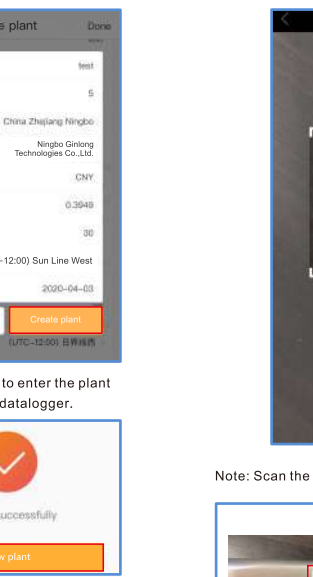 e plant
Done
test
5
China Zhejiang Ningbo
Ningbo Ginlong
Technologies Co.,Ltd.
CNY
0.3949
30
-12:00) Sun Line West
2020-04-03
Create plant
(UTC-12:00) 日界线西
to enter the plant
datalogger.
uccessfully
w plant
Note: Scan the